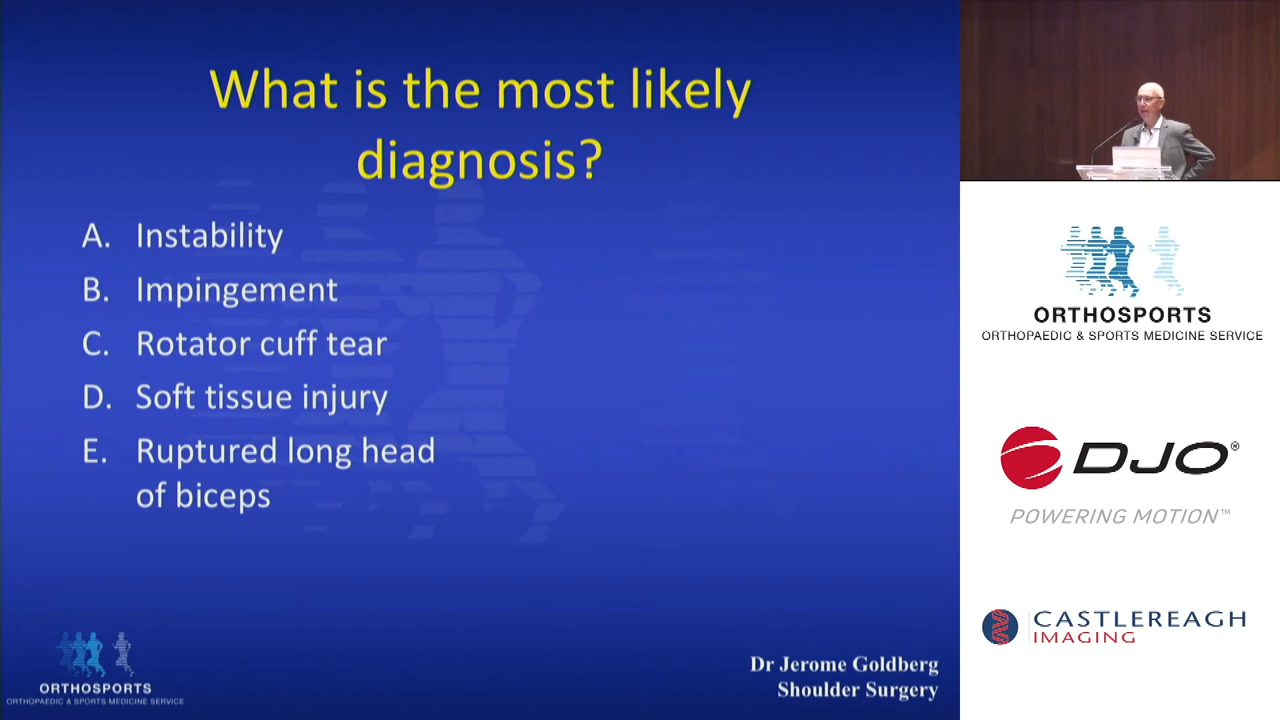 What is the most likely
diagnosis?
A. Instability
B. Impingement
C. Rotator cuff tear
D. Soft tissue injury
E. Ruptured long head
of biceps
ORTHOSPORTS
ORTHOPAEDIC & SPORTS MEDICINE SERVICE
Dr Jerome Goldberg
Shoulder Surgery
ORTHOSPORTS
ORTHOPAEDIC & SPORTS MEDICINE SERVICE
DJO®
POWERING MOTION™
CASTLEREAGH
IMAGING